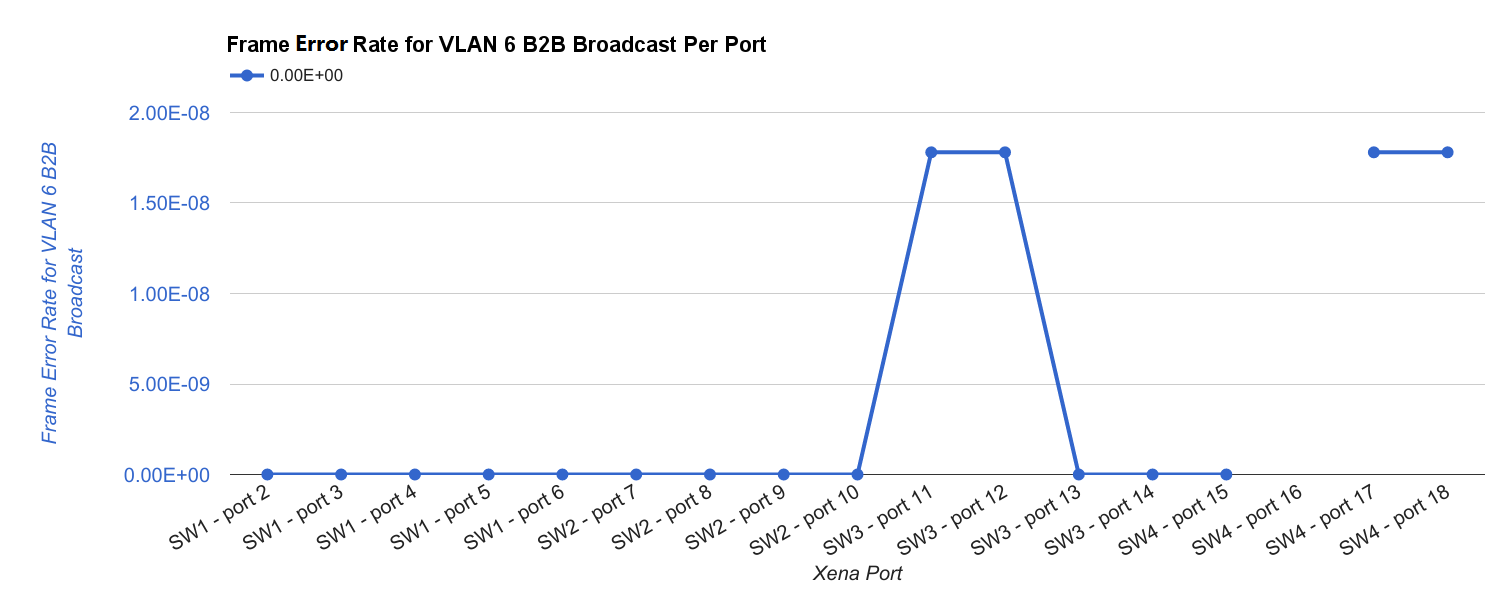 Frame Error Rate for VLAN 6 B2B Broadcast Per Port
0.00E+00
Frame Error Rate for VLAN 6 B2B
Broadcast
2.00E-08
1.50E-08
1.00E-08
5.00E-09
0.00E+00
SW1 - port 2
SW1 - port 3
SW1 - port 4
SW1 - port 5
SW1 - port 6
SW2 - port 7
SW2 - port 8
SW2 - port 9
SW2 - port 10
SW3 - port 11
SW3 - port 12
SW3 - port 13
SW3 - port 14
SW4 - port 15
SW4 - port 16
SW4 - port 17
SW4 - port 18
Xena Port